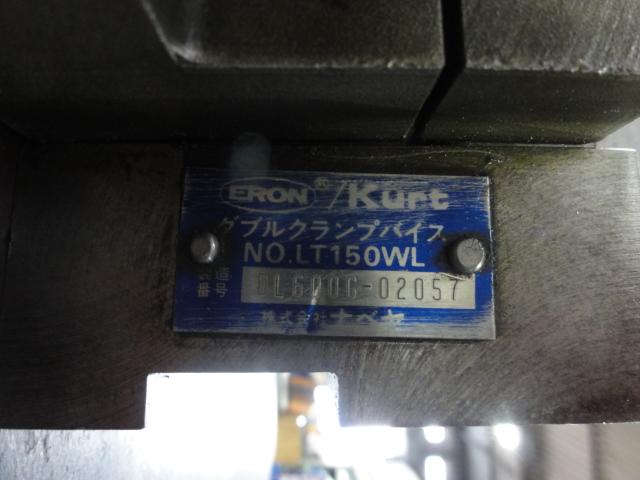 ERON®/Kurt
ダブルクランプバイス
NO.LT150WL
製造
番号
-02057
株式会社ナベヤ